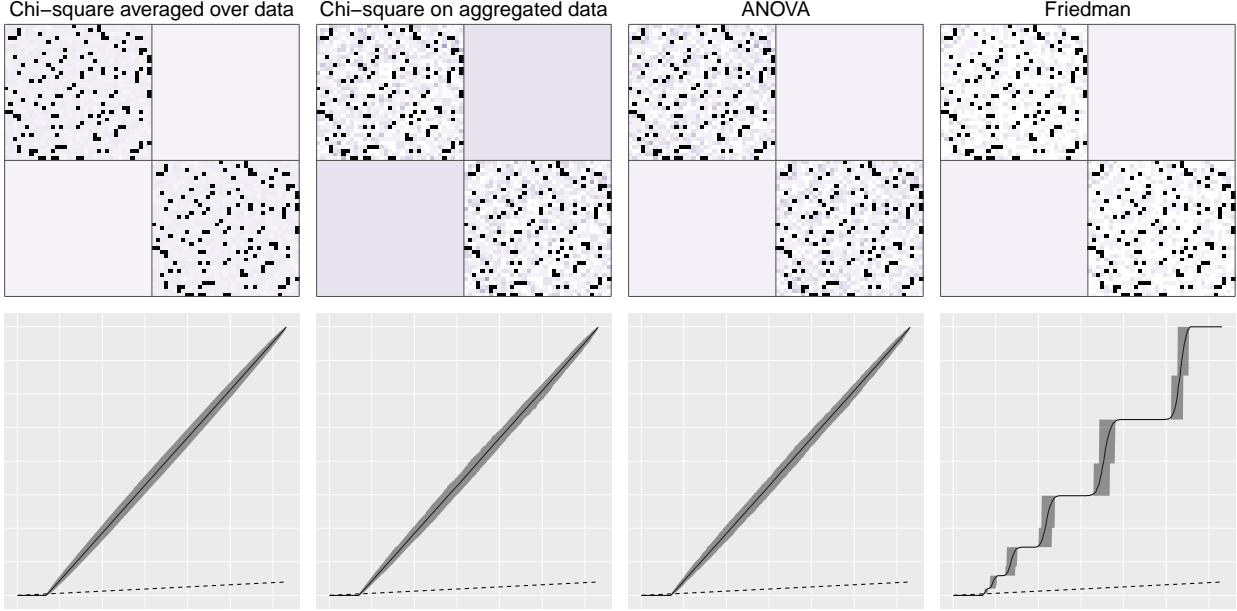 Chi−square averaged over data
Chi−square on aggregated data
ANOVA
Friedman